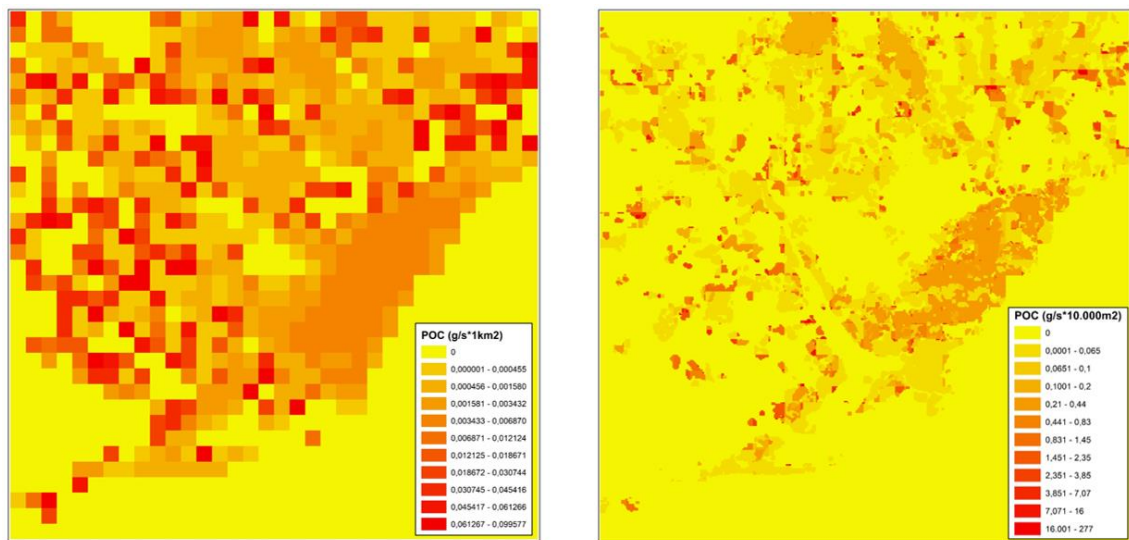 POC (g/s*1km2)
0
0,000001 - 0,000455
0,000456 - 0,001580
0,001581 - 0,003432
0,003433 - 0,006870
0,006871 - 0,012124
0,012125 - 0,018671
0,018672 - 0,030744
0,030745 - 0,045416
0,045417 - 0,061266
0,061267 - 0,099577
POC (g/s*10.000m2)
0
0,0001 - 0,065
0,0651 - 0,1
0,1001 - 0,2
0,21 - 0,44
0,441 - 0,83
0,831 - 1,45
1,451 - 2,35
2,351 - 3,85
3,851 - 7,07
7,071 - 16
16.001 - 277